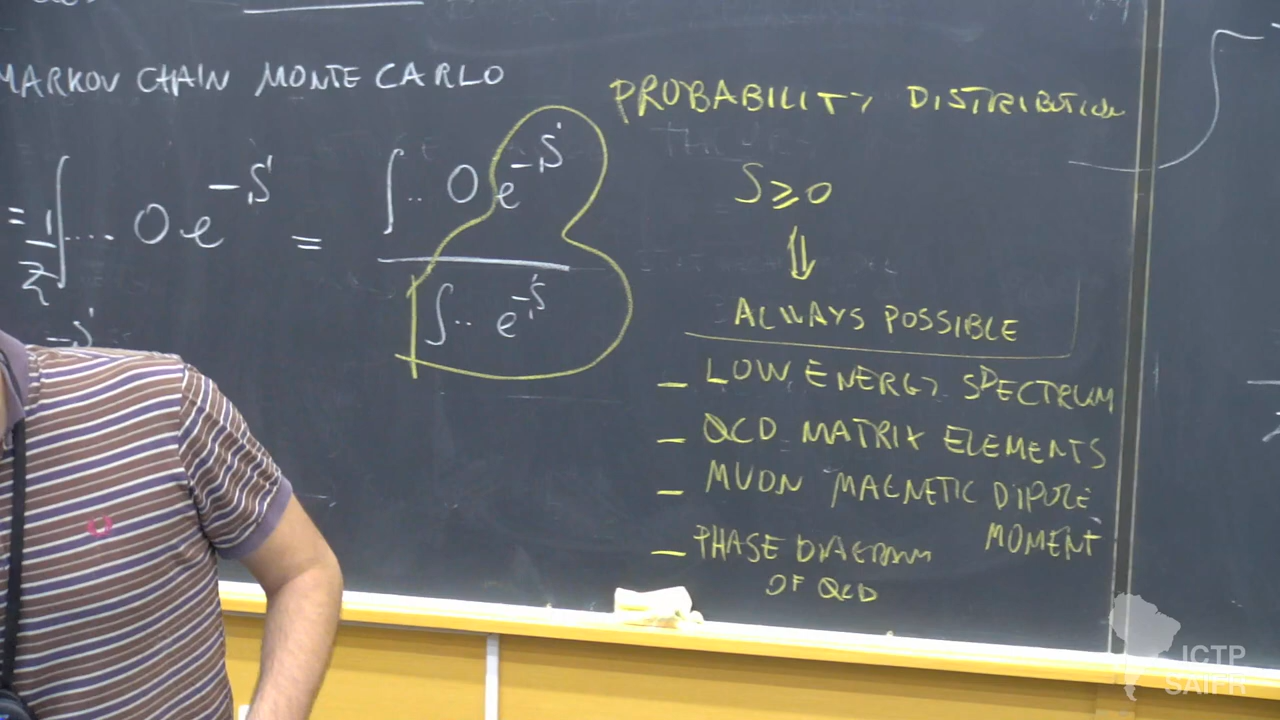 MARKOV CHAIN MONTE CARLO
= 1/Z ∫.... O e^{-S} = ∫.. O e^{-S} / ∫.. e^{-S}
-S
PROBABILITY DISTRIBUTION
S ≥ 0
⇓
ALWAYS POSSIBLE
- LOW ENERGY SPECTRUM
- QCD MATRIX ELEMENTS
- MUON MAGNETIC DIPOLE
MOMENT
- PHASE DIAGRAM
OF QCD
ICTP
SAIFR